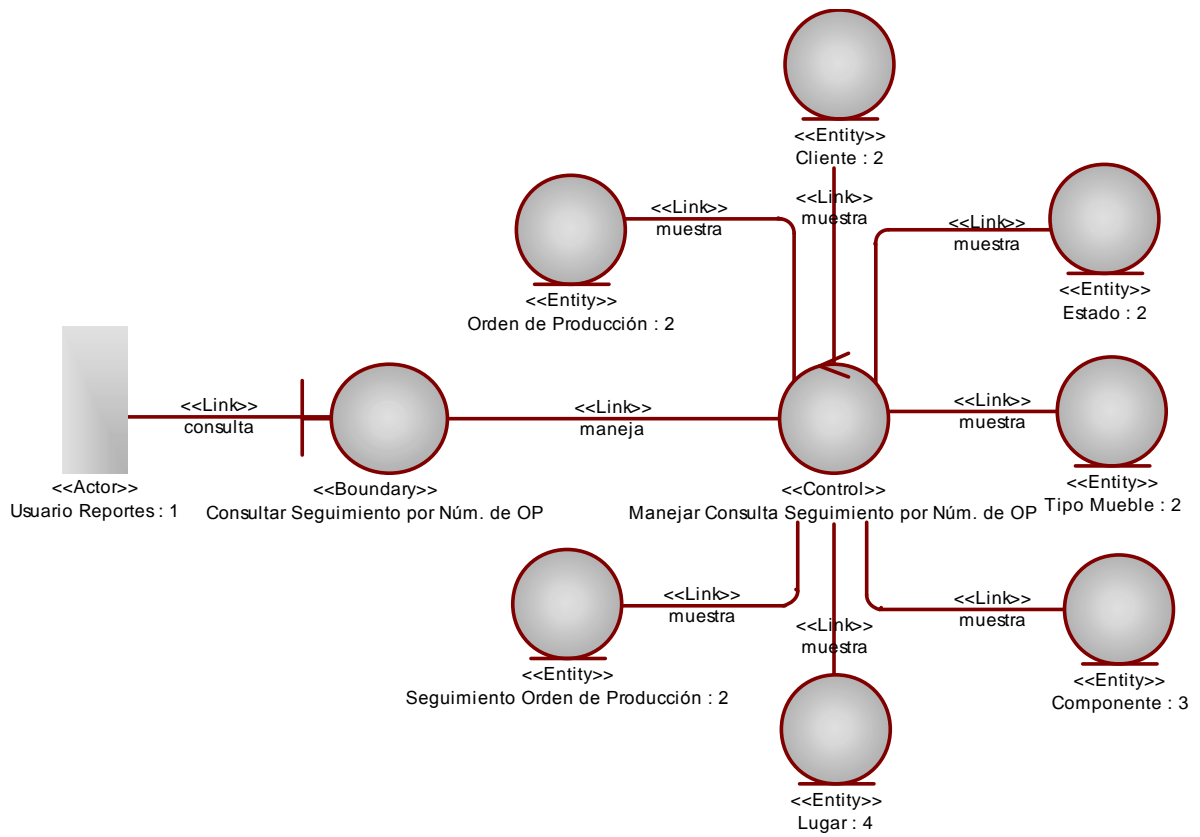 <<Entity>>
Cliente : 2
<<Link>>
muestra
<<Link>>
muestra
<<Link>>
muestra
<<Entity>>
Orden de Producción : 2
<<Entity>>
Estado : 2
<<Link>>
consulta
<<Link>>
maneja
<<Link>>
muestra
<<Actor>>
Usuario Reportes : 1
<<Boundary>>
Consultar Seguimiento por Núm. de OP
<<Control>>
Manejar Consulta Seguimiento por Núm. de OP
<<Entity>>
Tipo Mueble : 2
<<Link>>
muestra
<<Link>>
muestra
<<Link>>
muestra
<<Entity>>
Seguimiento Orden de Producción : 2
<<Entity>>
Componente : 3
<<Entity>>
Lugar : 4